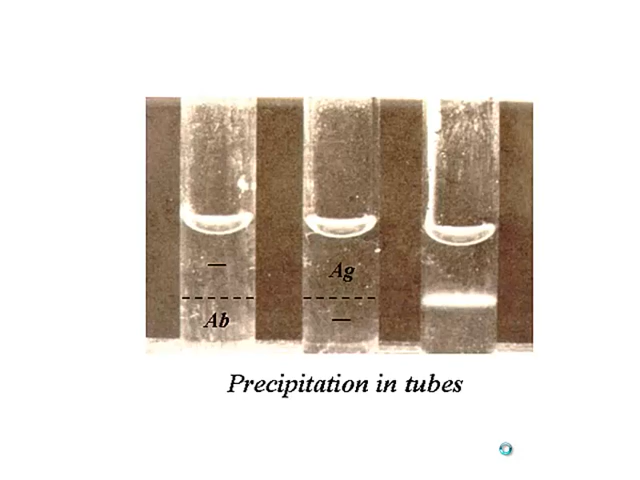 — Ag
Ab —
Precipitation in tubes